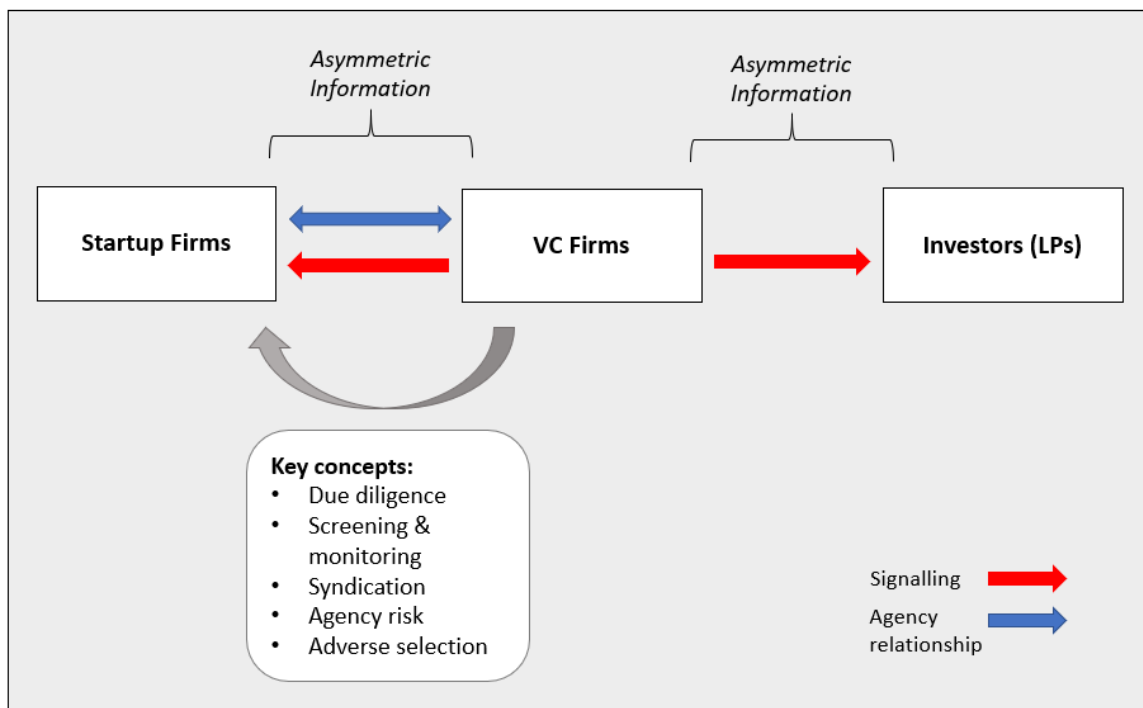 Asymmetric
Information
Asymmetric
Information
Startup Firms
VC Firms
Investors (LPs)
Key concepts:
• Due diligence
• Screening &
monitoring
• Syndication
• Agency risk
• Adverse selection
Signalling
Agency
relationship